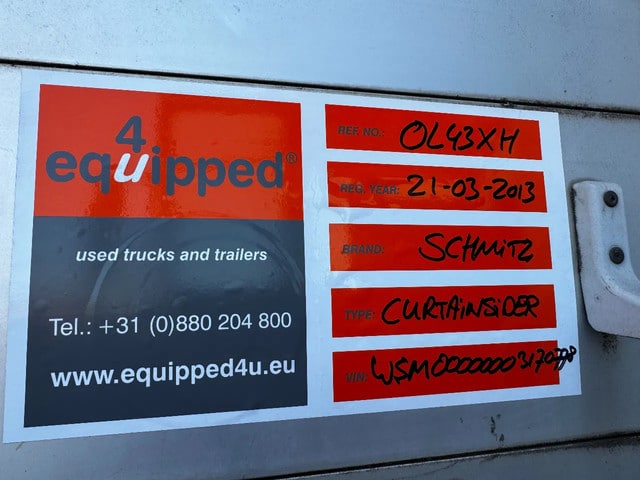 4
equipped®
used trucks and trailers
Tel.: +31 (0)880 204 800
www.equipped4u.eu
REF. NO.: OL43XH
REG. YEAR: 21-03-2013
BRAND: SCHMITZ
TYPE: CURTAiNSiDER
VIN: